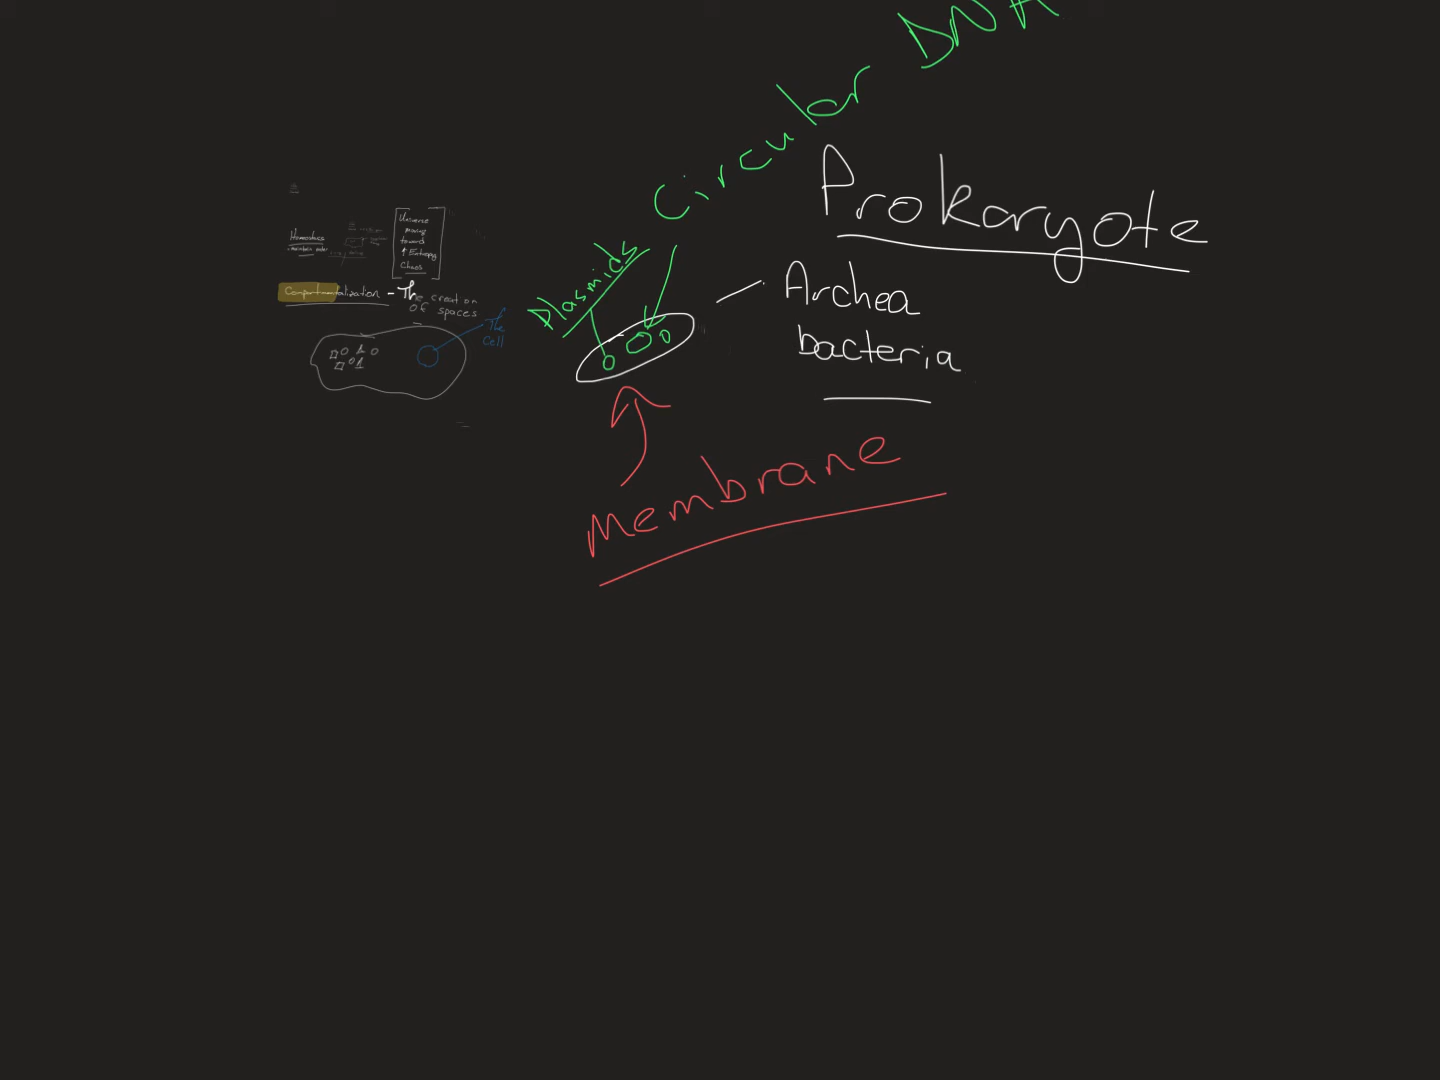 Circular DNA
Prokaryote
Plasmids
Archea
bacteria
Membrane
Homeostasis
Universe
moving
toward
↑ Entropy
Chaos
Compartmentalization - The creation
of spaces
The
Cell